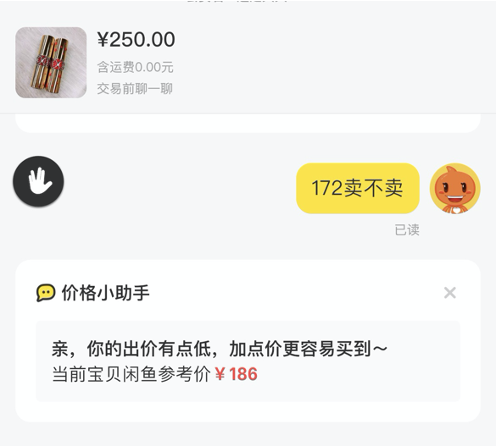 ¥250.00
含运费0.00元
交易前聊一聊
172卖不卖
已读
价格小助手
亲，你的出价有点低，加点价更容易买到～
当前宝贝闲鱼参考价￥186